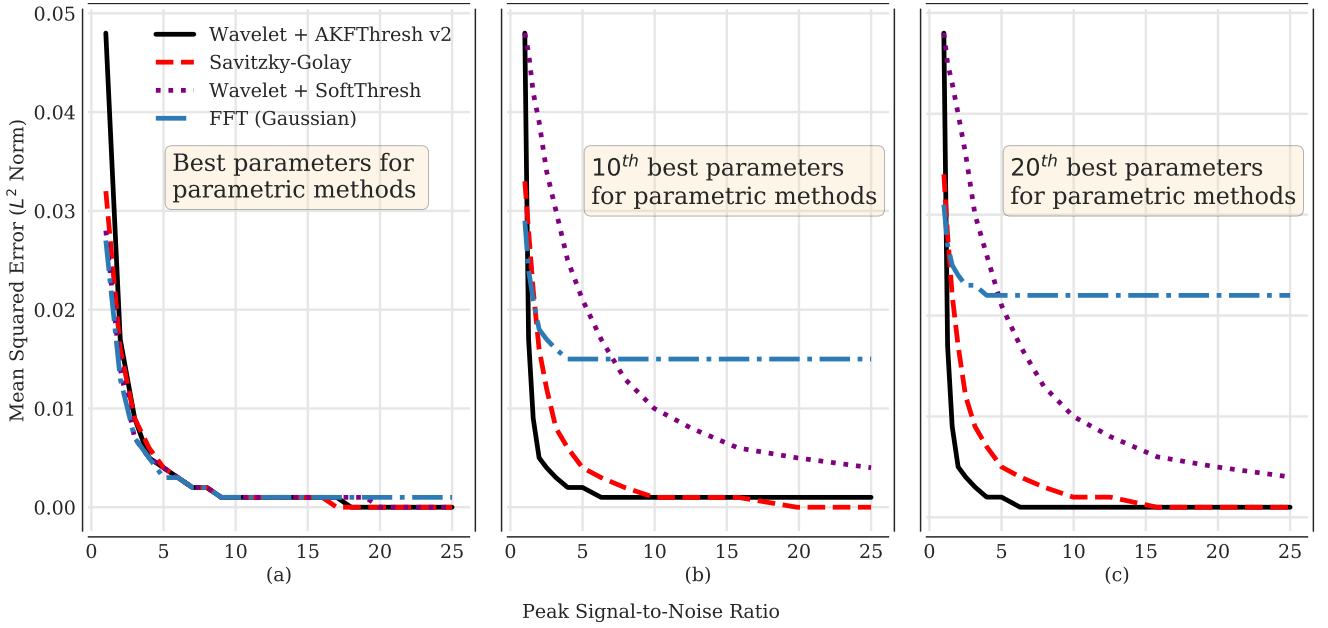 0.05
0.04
0.03
0.02
0.01
0.00
Mean Squared Error (L² Norm)
Wavelet + AKFThresh v2
Savitzky-Golay
Wavelet + SoftThresh
FFT (Gaussian)
Best parameters for
parametric methods
0 5 10 15 20 25
(a)
10th best parameters
for parametric methods
0 5 10 15 20 25
(b)
20th best parameters
for parametric methods
0 5 10 15 20 25
(c)
Peak Signal-to-Noise Ratio